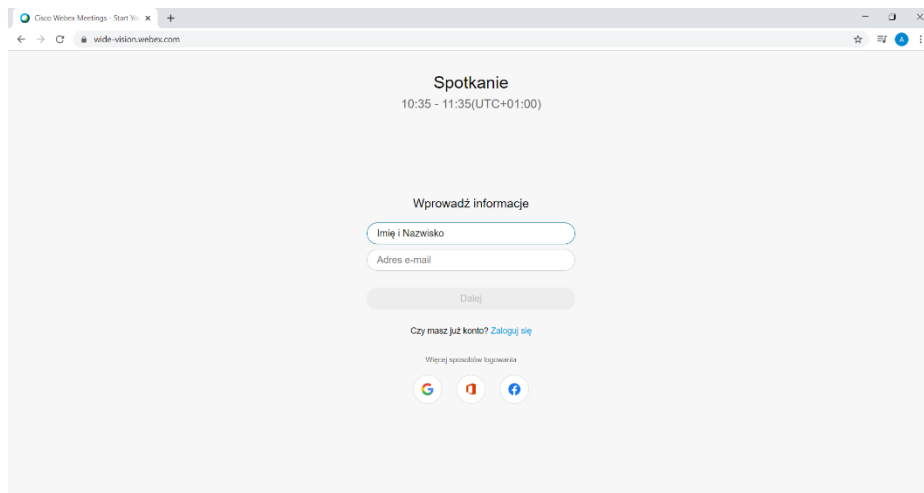 Cisco Webex Meetings - Start Yo
wide-vision.webex.com
A
Spotkanie
10:35 - 11:35(UTC+01:00)
Wprowadź informacje
Imię i Nazwisko
Adres e-mail
Dalej
Czy masz już konto? Zaloguj się
Więcej sposobów logowania